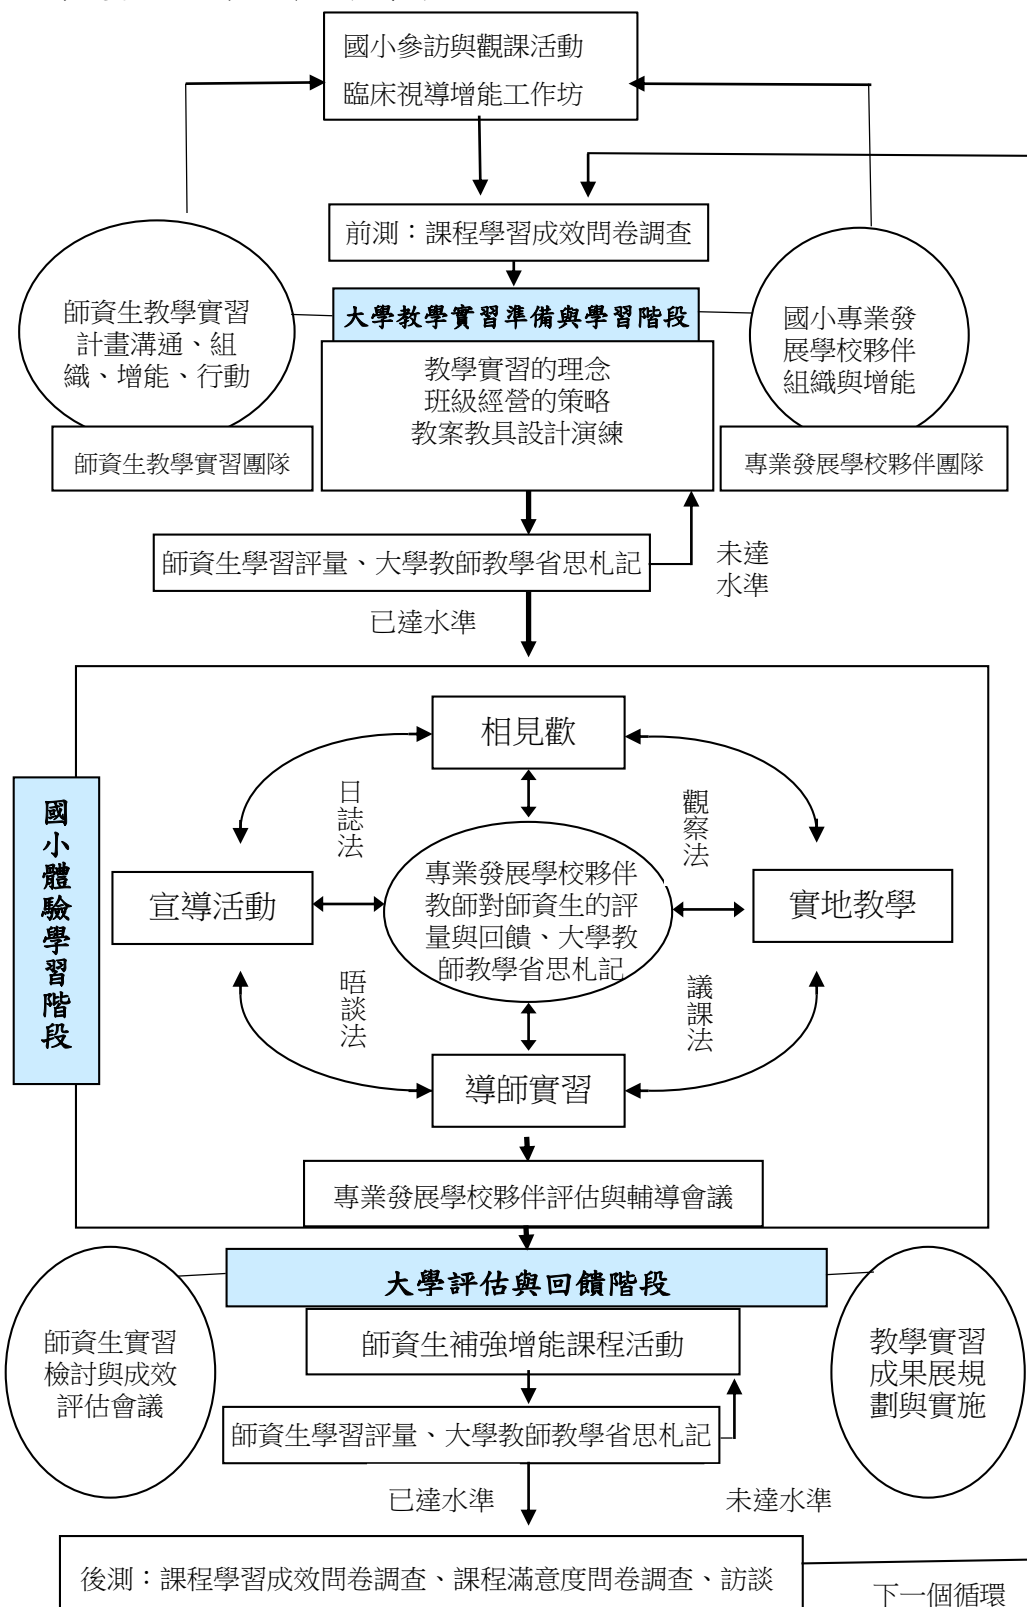 國小參訪與觀課活動
臨床視導增能工作坊
前測：課程學習成效問卷調查
師資生教學實習
計畫溝通、組
織、增能、行動
師資生教學實習團隊
大學教學實習準備與學習階段
教學實習的理念
班級經營的策略
教案教具設計演練
國小專業發
展學校夥伴
組織與增能
專業發展學校夥伴團隊
師資生學習評量、大學教師教學省思札記
未達
水準
已達水準
國小體驗學習階段
相見歡
日誌法
觀察法
宣導活動
專業發展學校夥伴
教師對師資生的評
量與回饋、大學教
師教學省思札記
實地教學
晤談法
議課法
導師實習
專業發展學校夥伴評估與輔導會議
大學評估與回饋階段
師資生實習
檢討與成效
評估會議
師資生補強增能課程活動
教學實習
成果展規
劃與實施
師資生學習評量、大學教師教學省思札記
已達水準
未達水準
後測：課程學習成效問卷調查、課程滿意度問卷調查、訪談
下一個循環